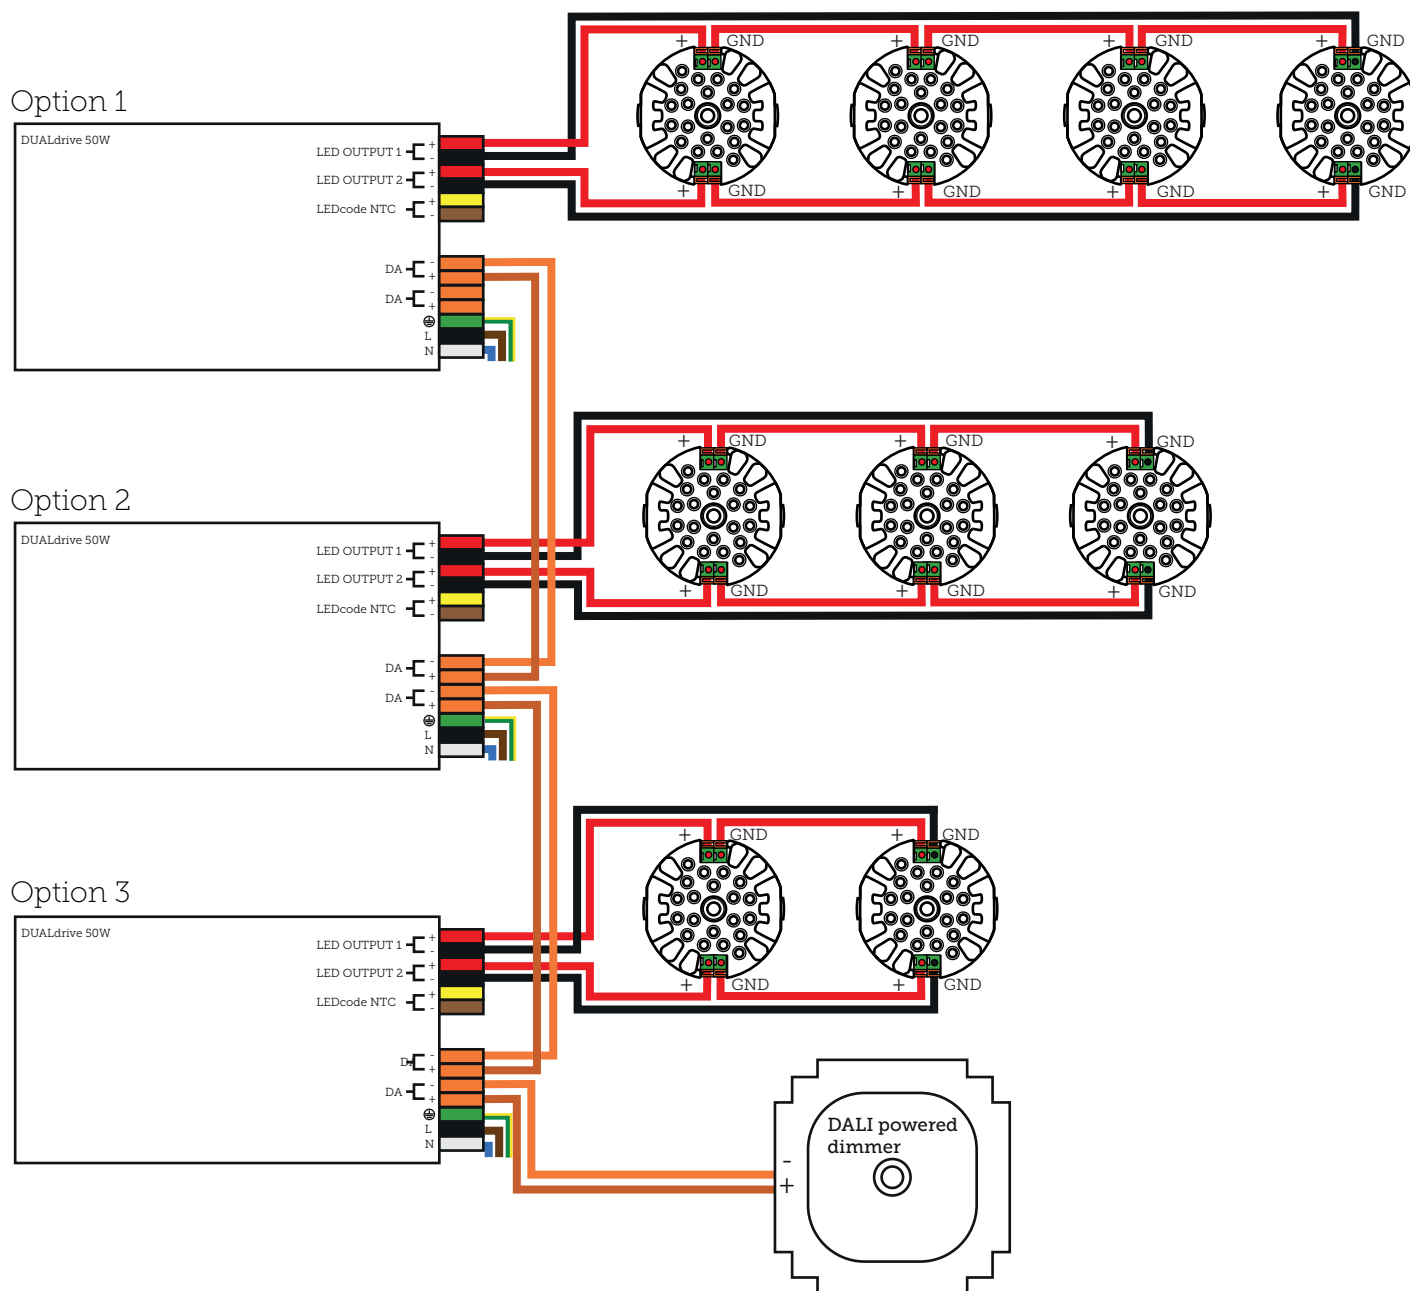 + GND + GND + GND + GND
Option 1
DUALdrive 50W
LED OUTPUT 1 + -
LED OUTPUT 2 + -
LEDcode NTC + -
+ GND + GND + GND + GND
DA - +
DA - +
L
N
+ GND + GND + GND
Option 2
DUALdrive 50W
LED OUTPUT 1 + -
LED OUTPUT 2 + -
LEDcode NTC + -
+ GND + GND + GND
DA - +
DA - +
L
N
+ GND + GND
Option 3
DUALdrive 50W
LED OUTPUT 1 + -
LED OUTPUT 2 + -
LEDcode NTC + -
+ GND + GND
DA - +
DA - +
L
N
DALI powered
dimmer
-
+